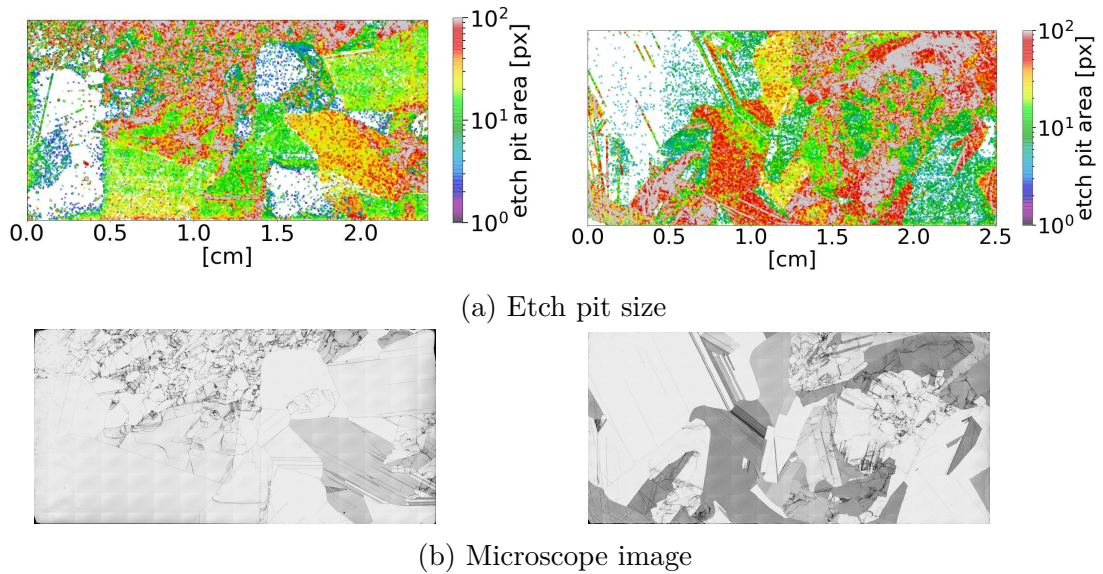 10²
10¹
10⁰
etch pit area [px]
0.0 0.5 1.0 1.5 2.0
[cm]
10²
10¹
10⁰
etch pit area [px]
0.0 0.5 1.0 1.5 2.0 2.5
[cm]
(a) Etch pit size
(b) Microscope image